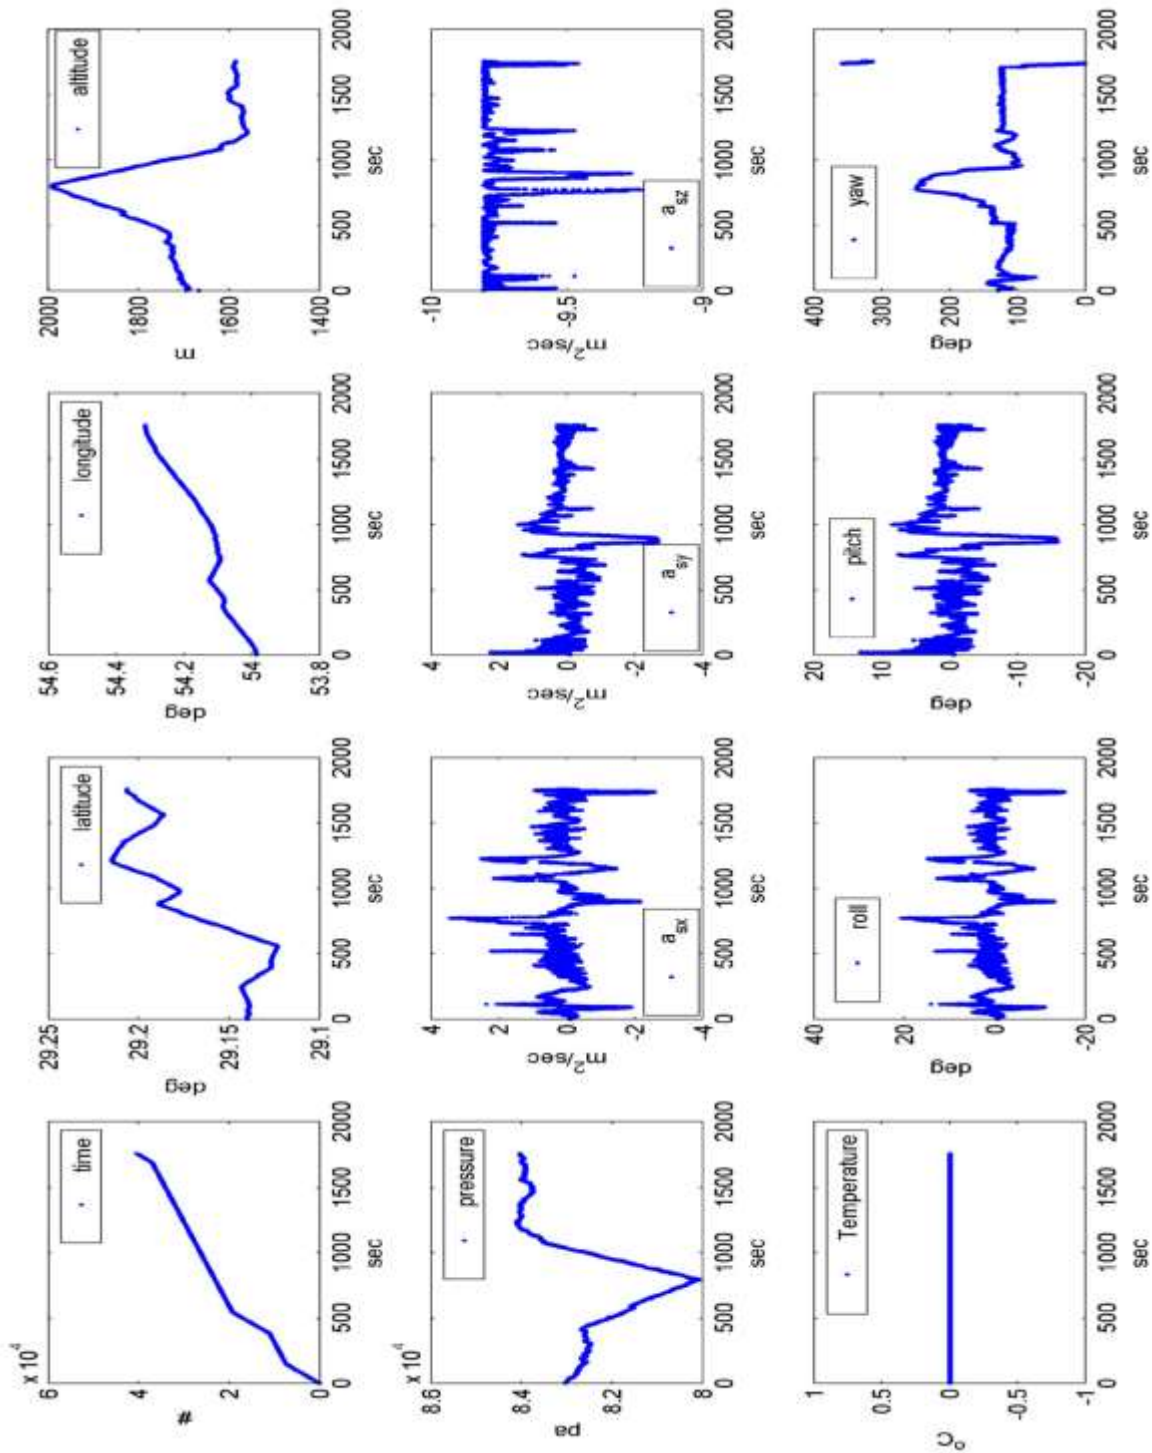 x 10⁴
6
4
2
0
#
time
0 500 1000 1500 2000
sec
29.25
29.2
29.15
29.1
deg
latitude
0 500 1000 1500 2000
sec
54.6
54.4
54.2
54
53.8
deg
longitude
0 500 1000 1500 2000
sec
2000
1800
1600
1400
m
altitude
0 500 1000 1500 2000
sec
x 10⁴
8.6
8.4
8.2
8
pa
pressure
0 500 1000 1500 2000
sec
4
2
0
-2
-4
m²/sec
a_sx
0 500 1000 1500 2000
sec
4
2
0
-2
-4
m²/sec
a_sy
0 500 1000 1500 2000
sec
-10
-9.5
-9
m²/sec
a_sz
0 500 1000 1500 2000
sec
1
0.5
0
-0.5
-1
°C
Temperature
0 500 1000 1500 2000
sec
40
20
0
-20
deg
roll
0 500 1000 1500 2000
sec
20
10
0
-10
-20
deg
pitch
0 500 1000 1500 2000
sec
400
300
200
100
0
deg
yaw
0 500 1000 1500 2000
sec